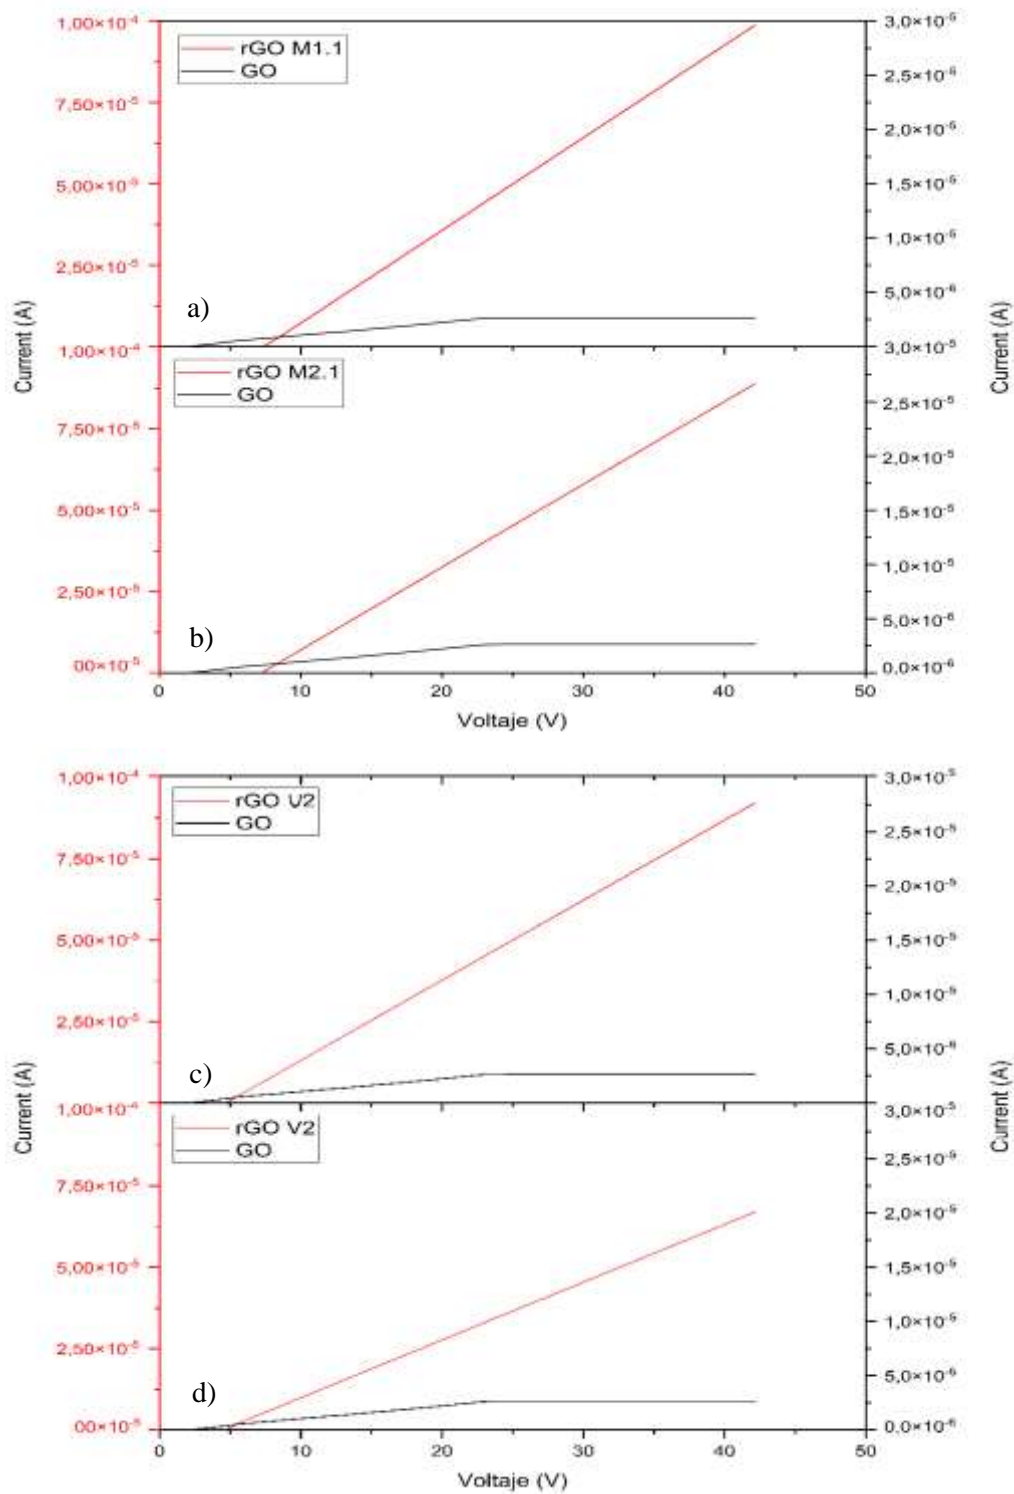 1,00×10⁻⁴
7,50×10⁻⁵
5,00×10⁻⁵
2,50×10⁻⁵
Current (A)
rGO M1.1
GO
a)
3,0×10⁻⁵
2,5×10⁻⁵
2,0×10⁻⁵
1,5×10⁻⁵
1,0×10⁻⁵
5,0×10⁻⁶
Current (A)
1,00×10⁻⁴
7,50×10⁻⁵
5,00×10⁻⁵
2,50×10⁻⁵
00×10⁻⁵
rGO M2.1
GO
b)
3,0×10⁻⁵
2,5×10⁻⁵
2,0×10⁻⁵
1,5×10⁻⁵
1,0×10⁻⁵
5,0×10⁻⁶
0,0×10⁻⁶
0 10 20 30 40 50
Voltaje (V)
1,00×10⁻⁴
7,50×10⁻⁵
5,00×10⁻⁵
2,50×10⁻⁵
Current (A)
rGO V2
GO
c)
3,0×10⁻⁵
2,5×10⁻⁵
2,0×10⁻⁵
1,5×10⁻⁵
1,0×10⁻⁵
5,0×10⁻⁶
Current (A)
1,00×10⁻⁴
7,50×10⁻⁵
5,00×10⁻⁵
2,50×10⁻⁵
00×10⁻⁵
rGO V2
GO
d)
3,0×10⁻⁵
2,5×10⁻⁵
2,0×10⁻⁵
1,5×10⁻⁵
1,0×10⁻⁵
5,0×10⁻⁶
0,0×10⁻⁶
0 10 20 30 40 50
Voltaje (V)